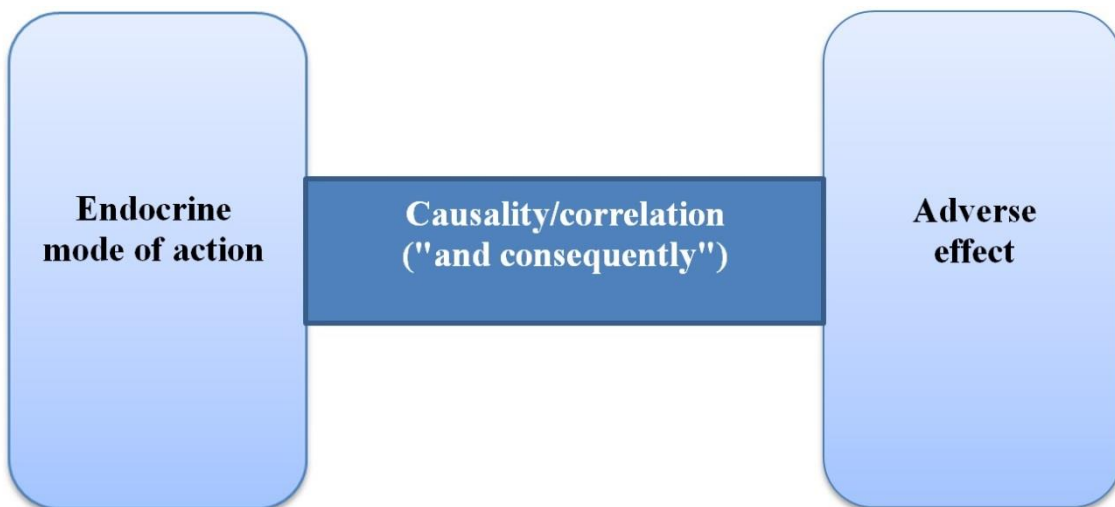 Endocrine
mode of action
Causality/correlation
("and consequently")
Adverse
effect